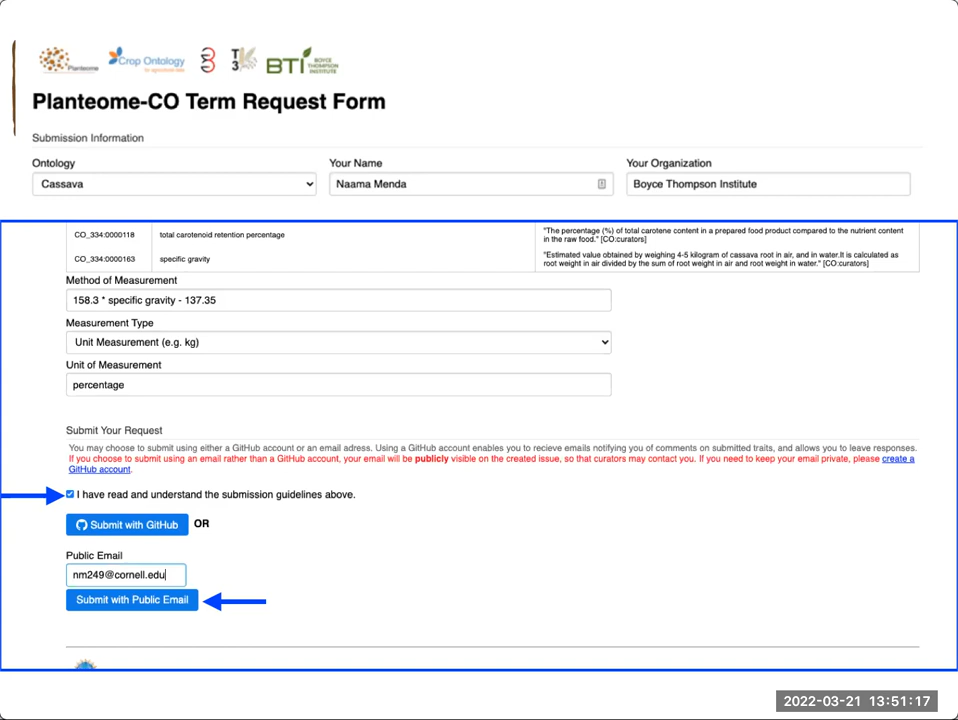 Planteome
Crop Ontology
for agricultural data
T3
BTI BOYCE THOMPSON INSTITUTE
Planteome-CO Term Request Form
Submission Information
Ontology
Your Name
Your Organization
Cassava
Naama Menda
Boyce Thompson Institute
CO_334:0000118
total carotenoid retention percentage
"The percentage (%) of total carotene content in a prepared food product compared to the nutrient content
in the raw food." [CO:curators]
CO_334:0000163
specific gravity
"Estimated value obtained by weighing 4-5 kilogram of cassava root in air, and in water.It is calculated as
root weight in air divided by the sum of root weight in air and root weight in water." [CO:curators]
Method of Measurement
158.3 * specific gravity - 137.35
Measurement Type
Unit Measurement (e.g. kg)
Unit of Measurement
percentage
Submit Your Request
You may choose to submit using either a GitHub account or an email adress. Using a GitHub account enables you to recieve emails notifying you of comments on submitted traits, and allows you to leave responses.
If you choose to submit using an email rather than a GitHub account, your email will be publicly visible on the created issue, so that curators may contact you. If you need to keep your email private, please create a
GitHub account.
I have read and understand the submission guidelines above.
Submit with GitHub OR
Public Email
nm249@cornell.edu
Submit with Public Email
2022-03-21 13:51:17